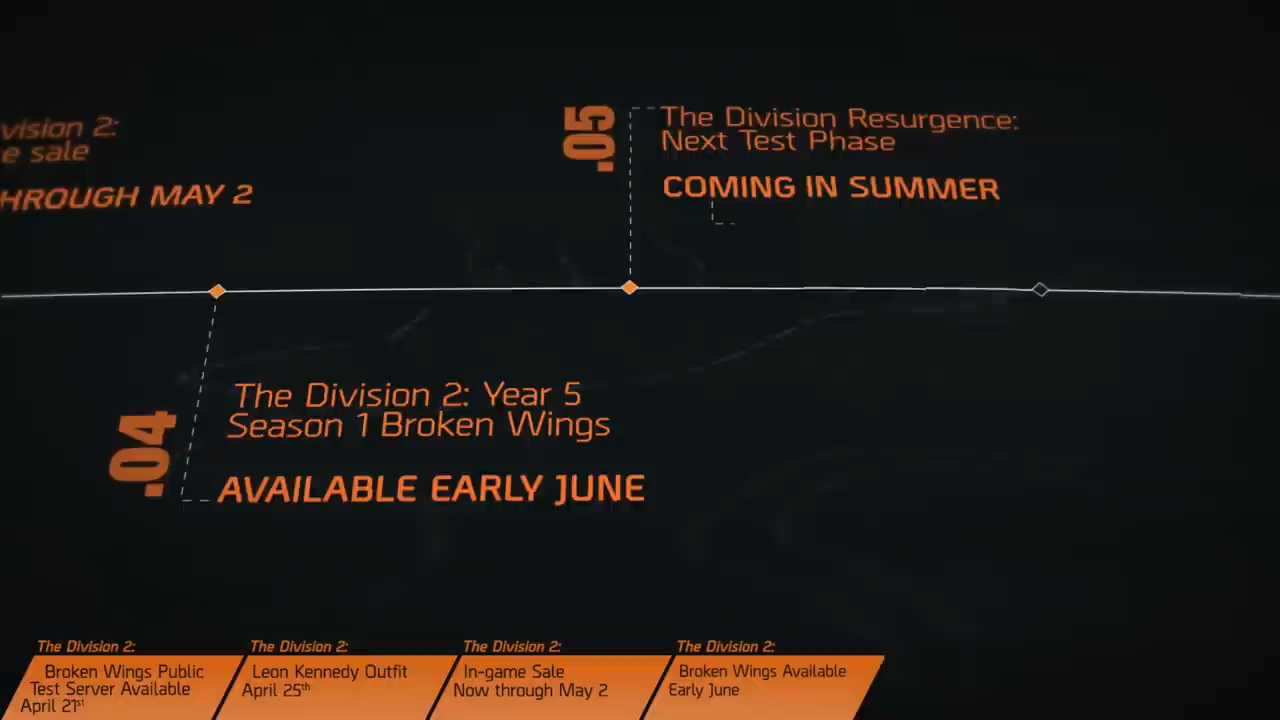 vision 2:
e sale
HROUGH MAY 2
.05
The Division Resurgence:
Next Test Phase
COMING IN SUMMER
.04
The Division 2: Year 5
Season 1 Broken Wings
AVAILABLE EARLY JUNE
The Division 2:
Broken Wings Public
Test Server Available
April 21st
The Division 2:
Leon Kennedy Outfit
April 25th
The Division 2:
In-game Sale
Now through May 2
The Division 2:
Broken Wings Available
Early June